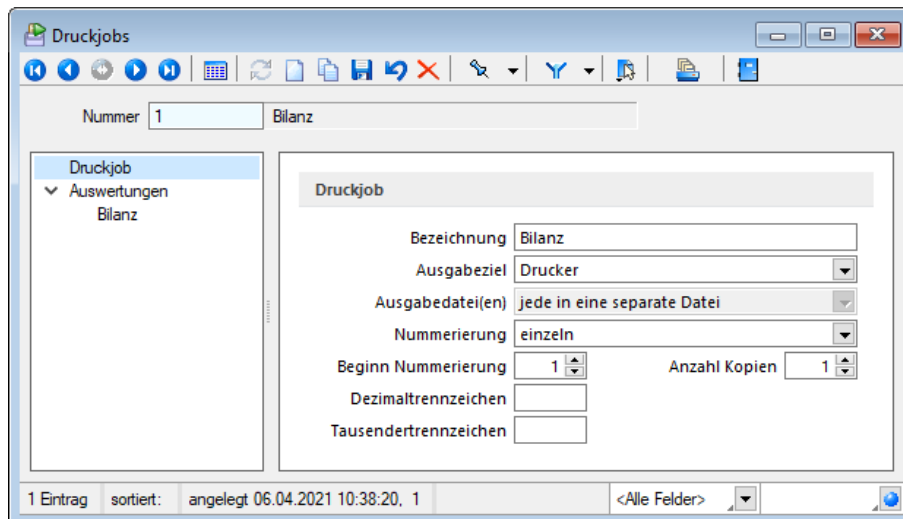 Druckjobs
Nummer 1 Bilanz
Druckjob
Auswertungen
Bilanz
Druckjob
Bezeichnung Bilanz
Ausgabeziel Drucker
Ausgabedatei(en) jede in eine separate Datei
Nummerierung einzeln
Beginn Nummerierung 1 Anzahl Kopien 1
Dezimaltrennzeichen
Tausendertrennzeichen
1 Eintrag sortiert: angelegt 06.04.2021 10:38:20, 1 <Alle Felder>